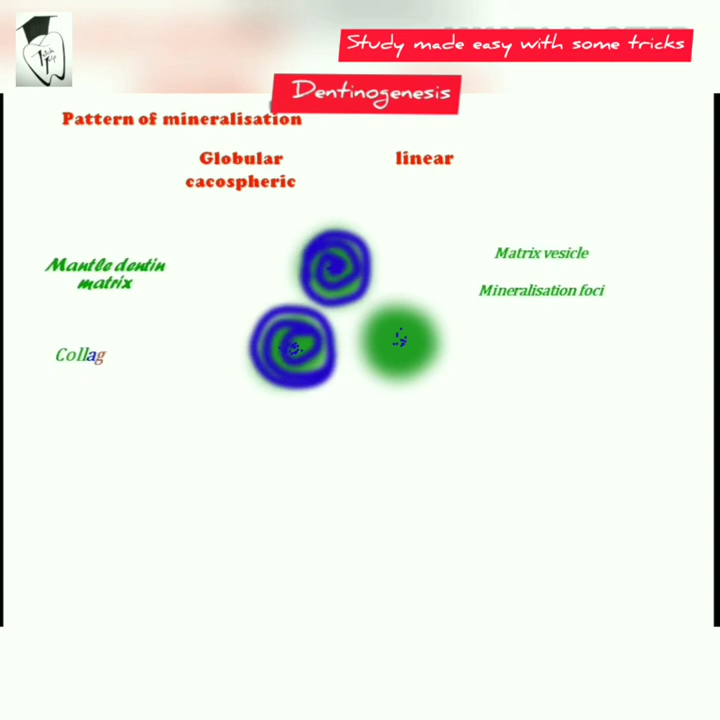 Study made easy with some tricks
Dentinogenesis
Pattern of mineralisation
Globular
cacospheric
linear
Mantle dentin
matrix
Matrix vesicle
Mineralisation foci
Collag